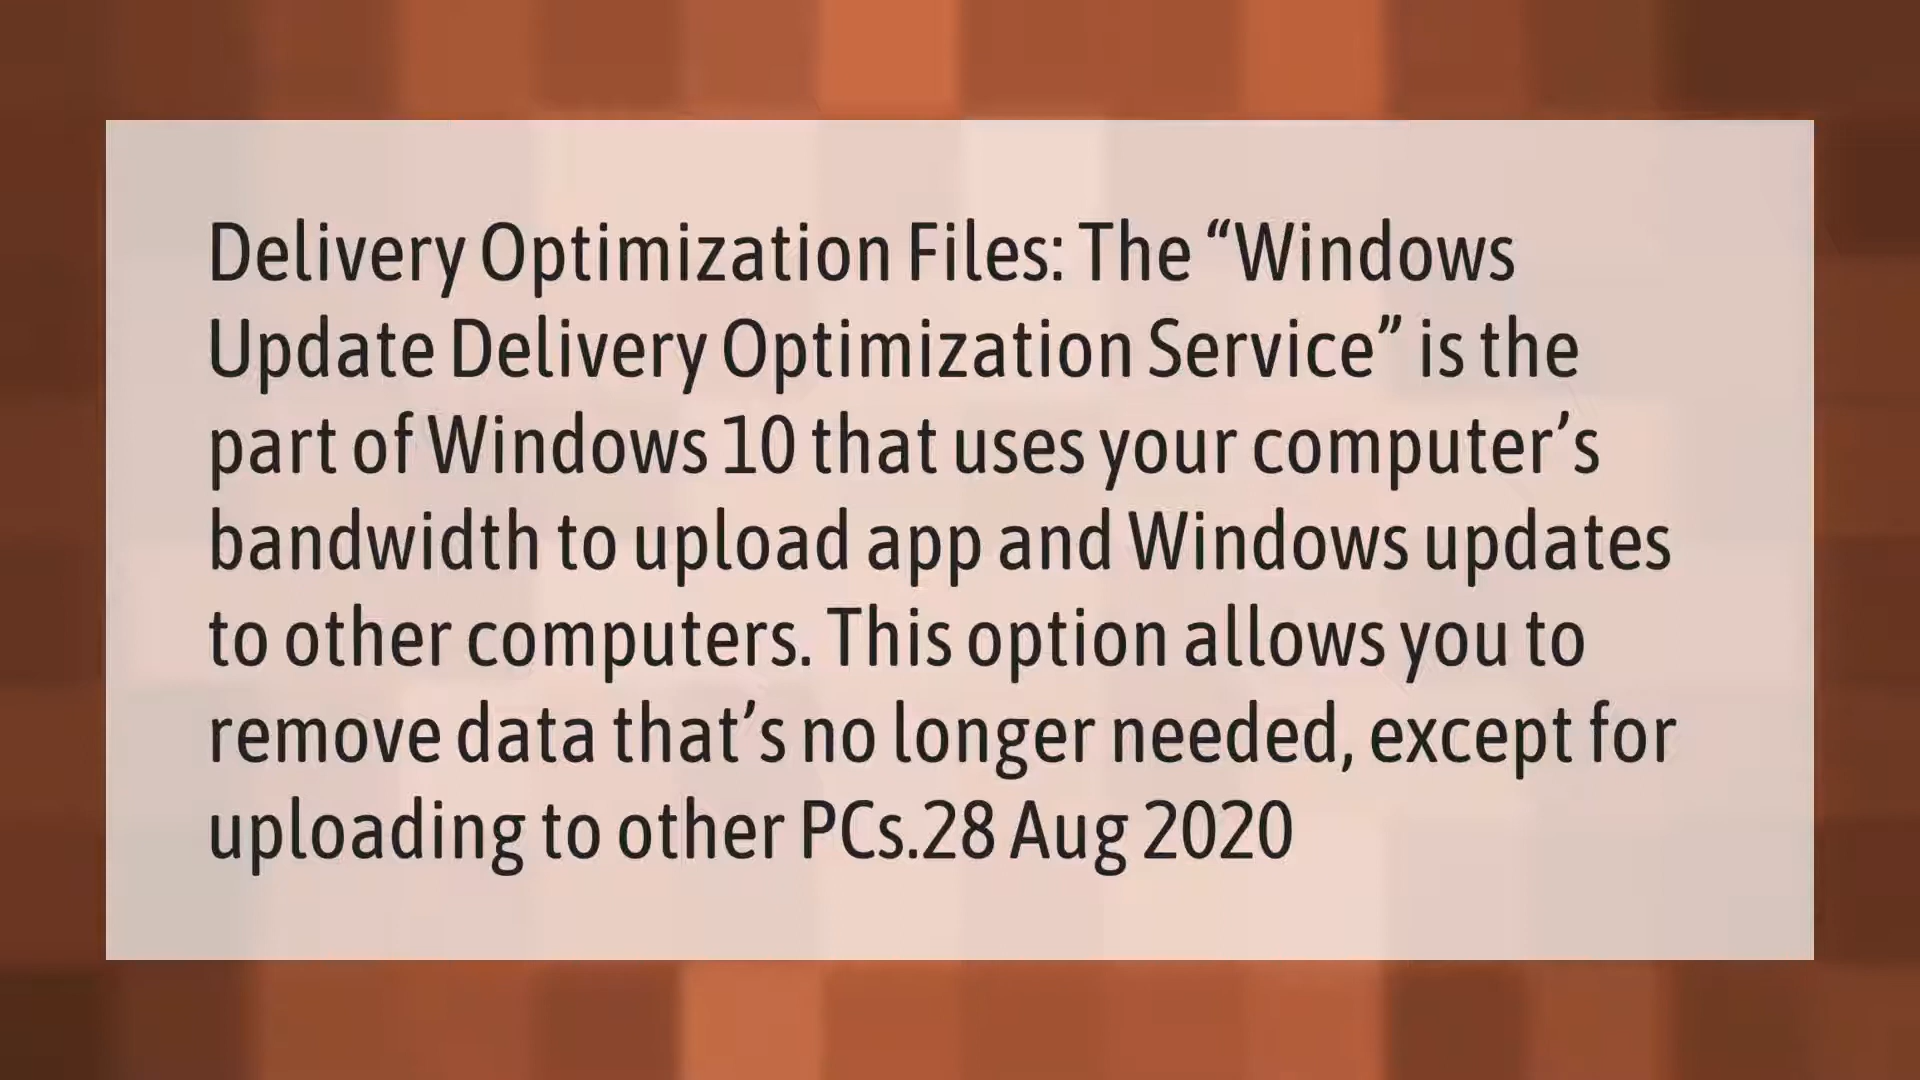 Delivery Optimization Files: The “Windows
Update Delivery Optimization Service” is the
part of Windows 10 that uses your computer’s
bandwidth to upload app and Windows updates
to other computers. This option allows you to
remove data that’s no longer needed, except for
uploading to other PCs.28 Aug 2020